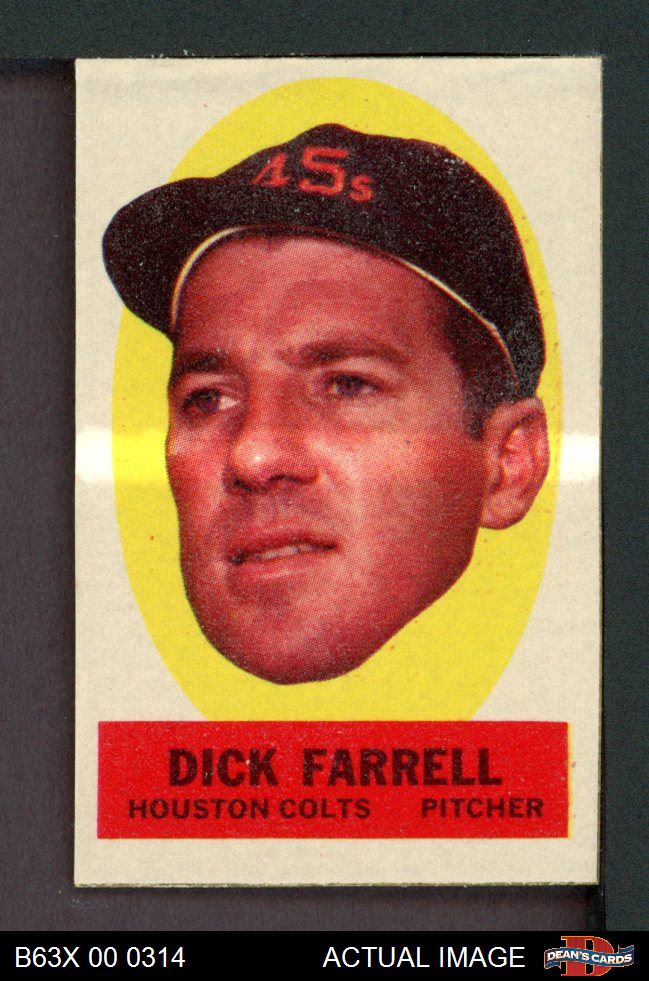 .45s
DICK FARRELL
HOUSTON COLTS PITCHER
B63X 00 0314 ACTUAL IMAGE
D
DEAN'S CARDS